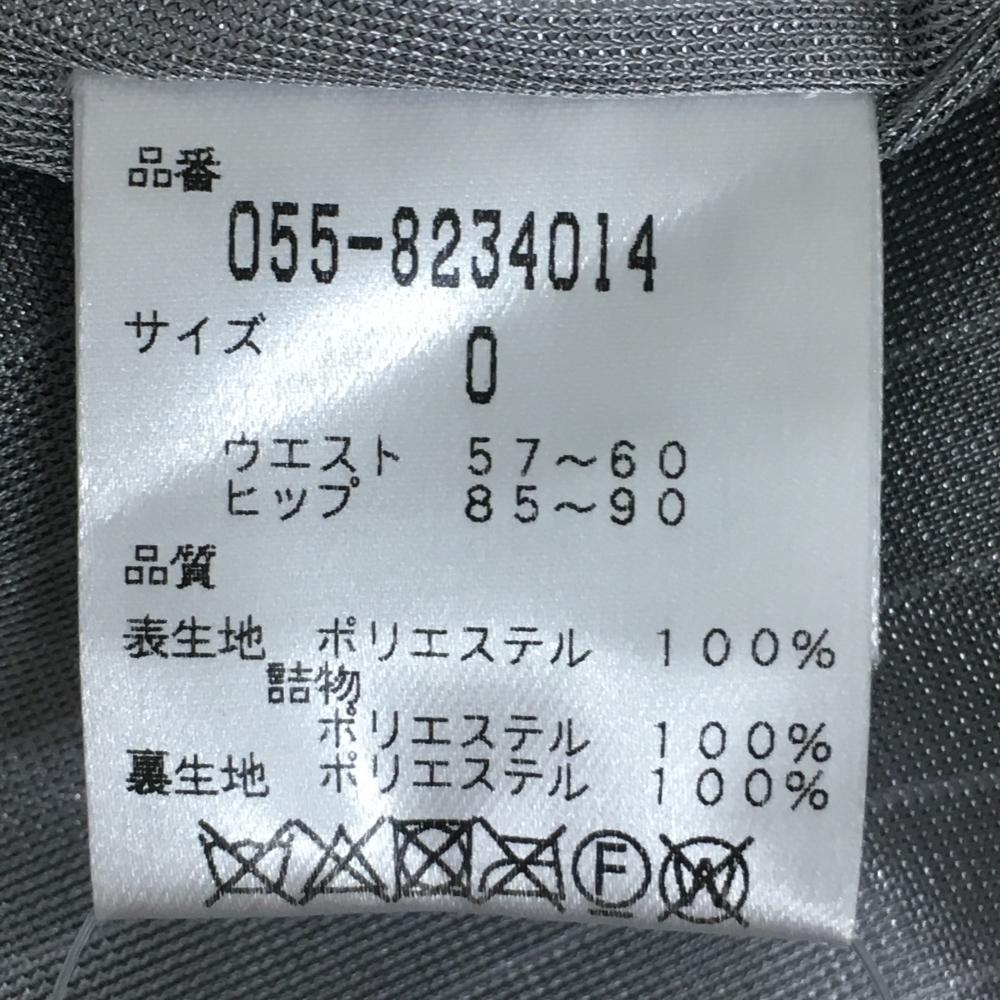 品番
055-8234014
サイズ
0
ウエスト 57～60
ヒップ 85～90
品質
表生地 ポリエステル 100%
詰物
ポリエステル 100%
裏生地 ポリエステル 100%
F W